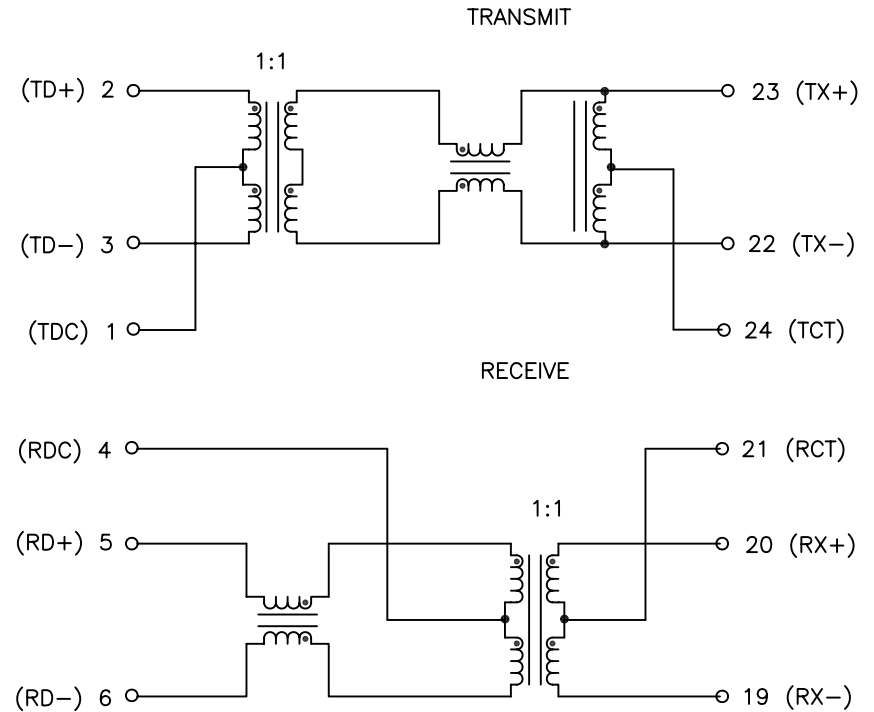 TRANSMIT
1:1
(TD+) 2
23 (TX+)
(TD−) 3
22 (TX−)
(TDC) 1
24 (TCT)
RECEIVE
(RDC) 4
21 (RCT)
1:1
(RD+) 5
20 (RX+)
(RD−) 6
19 (RX−)